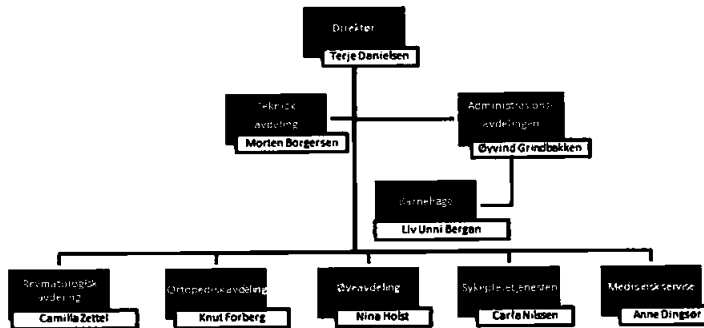 Direktør
Terje Danielsen
Teknisk
avdeling
Morten Borgersen
Administrasjons
avdelingen
Øyvind Grindbakken
Barnehage
Liv Unni Bergan
Revmatologisk
avdeling
Camilla Zettel
Ortopedisk avdeling
Knut Forberg
Øyeavdeling
Nina Holst
Sykepleietjenesten
Carla Nilssen
Medisinsk service
Anne Dingsør